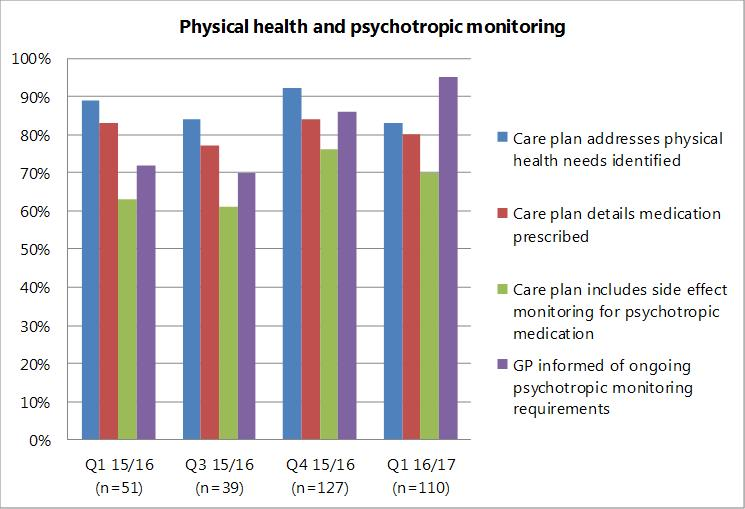 Physical health and psychotropic monitoring
100%
90%
80%
70%
60%
50%
40%
30%
20%
10%
0%
Q1 15/16
(n=51)
Q3 15/16
(n=39)
Q4 15/16
(n=127)
Q1 16/17
(n=110)
Care plan addresses physical
health needs identified
Care plan details medication
prescribed
Care plan includes side effect
monitoring for psychotropic
medication
GP informed of ongoing
psychotropic monitoring
requirements